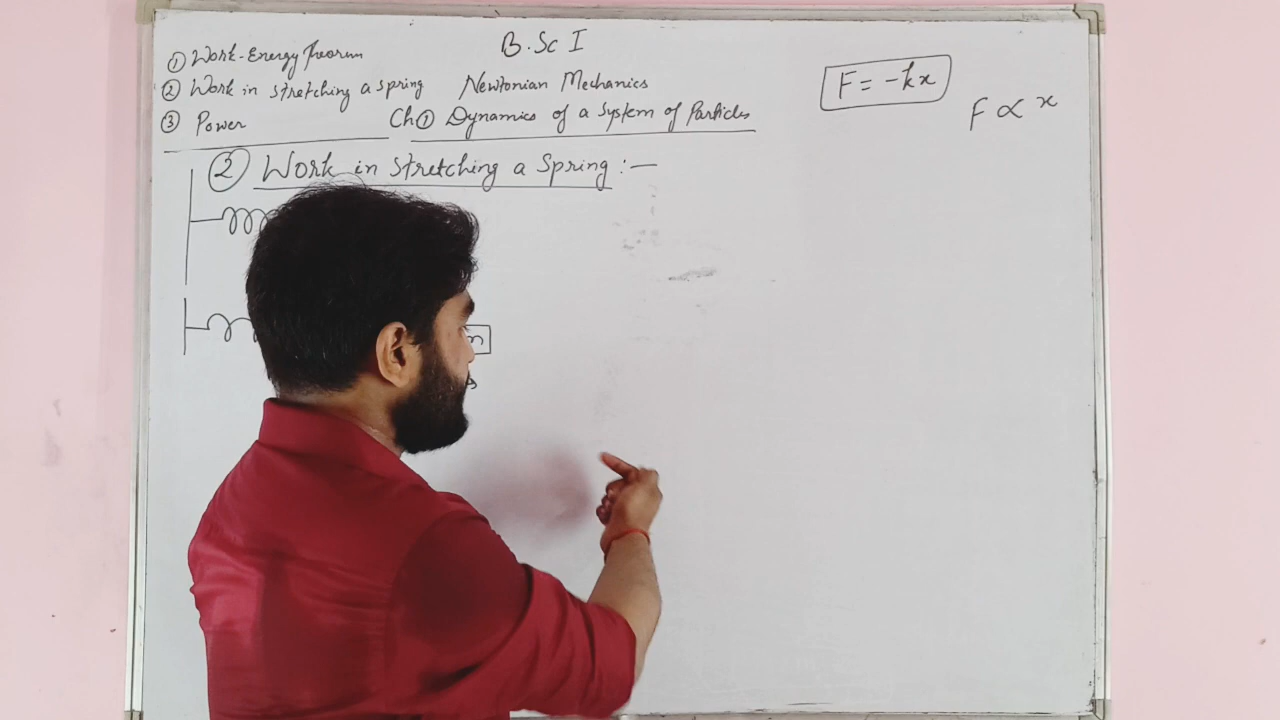 B.Sc I
① Work-Energy Theorem
② Work in stretching a spring
Newtonian Mechanics
③ Power
Ch① Dynamics of a System of Particles
② Work in Stretching a Spring :—
F = -kx
F ∝ x
m